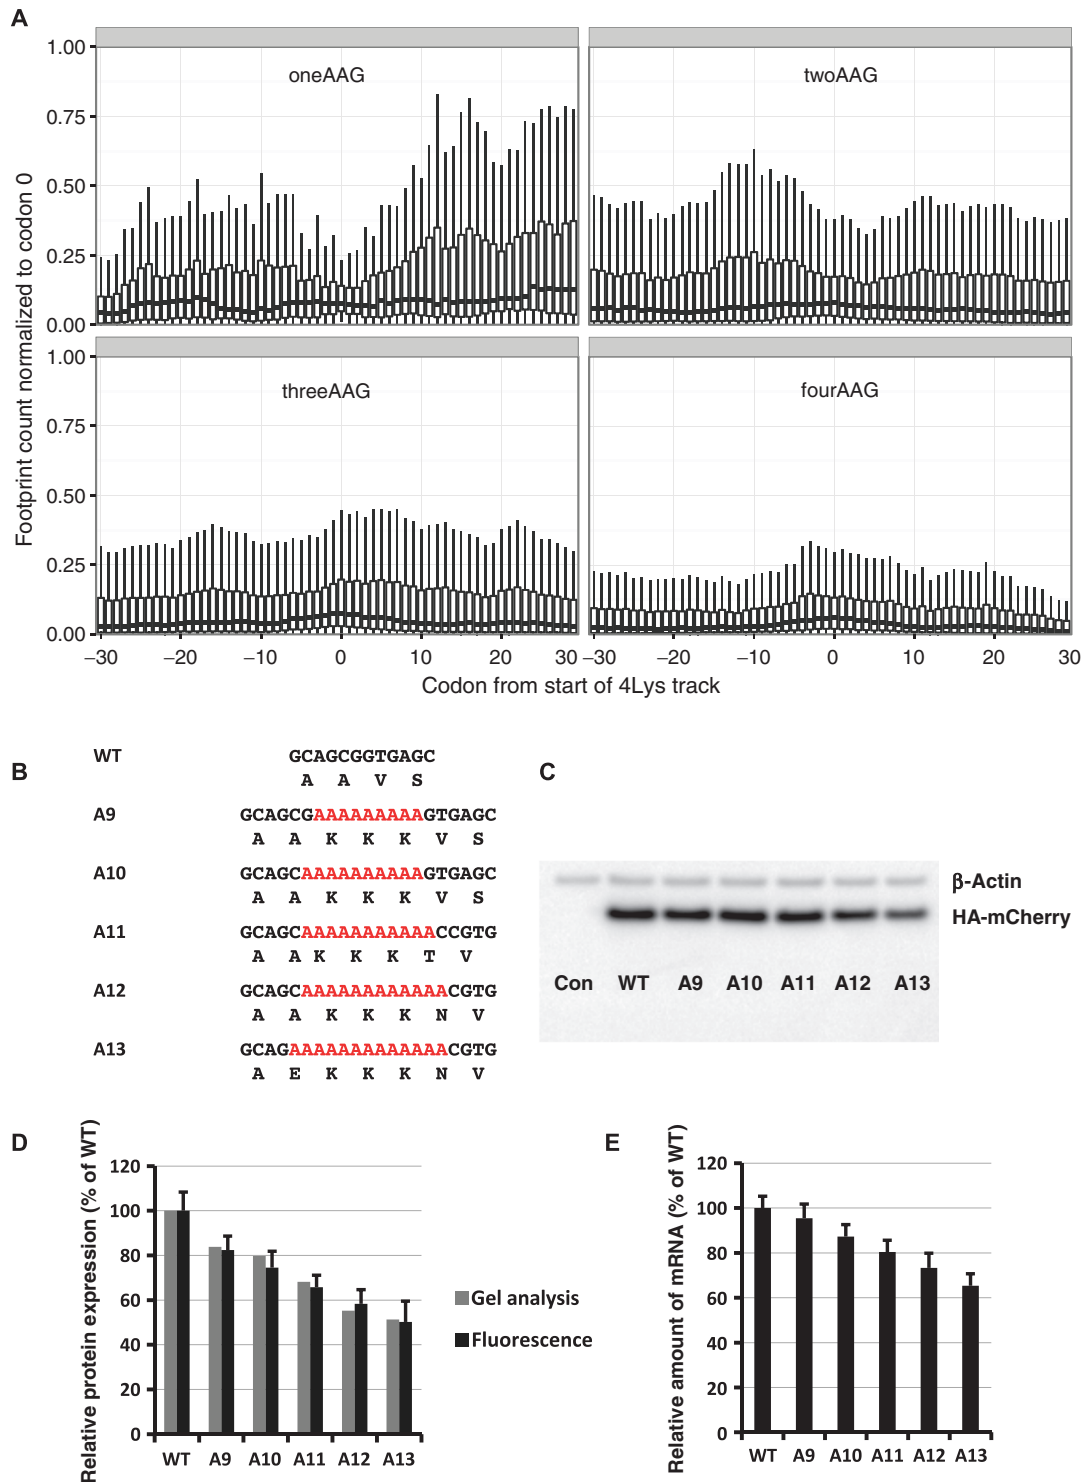 A
Footprint count normalized to codon 0
oneAAG
twoAAG
1.00
0.75
0.50
0.25
0.00
threeAAG
fourAAG
1.00
0.75
0.50
0.25
0.00
−30 −20 −10 0 10 20 30
−30 −20 −10 0 10 20 30
Codon from start of 4Lys track
B
WT
GCAGCGGTGAGC
A A V S
A9
GCAGCGAAAAAAAAAGTGAGC
A A K K K V S
A10
GCAGCAAAAAAAAAAGTGAGC
A A K K K V S
A11
GCAGCAAAAAAAAAAACCGTG
A A K K K T V
A12
GCAGCAAAAAAAAAAAACGTG
A A K K K N V
A13
GCAGAAAAAAAAAAAAACGTG
A E K K K N V
C
β-Actin
HA-mCherry
Con WT A9 A10 A11 A12 A13
D
Relative protein expression (% of WT)
120
100
80
60
40
20
0
WT A9 A10 A11 A12 A13
Gel analysis
Fluorescence
E
Relative amount of mRNA (% of WT)
120
100
80
60
40
20
0
WT A9 A10 A11 A12 A13